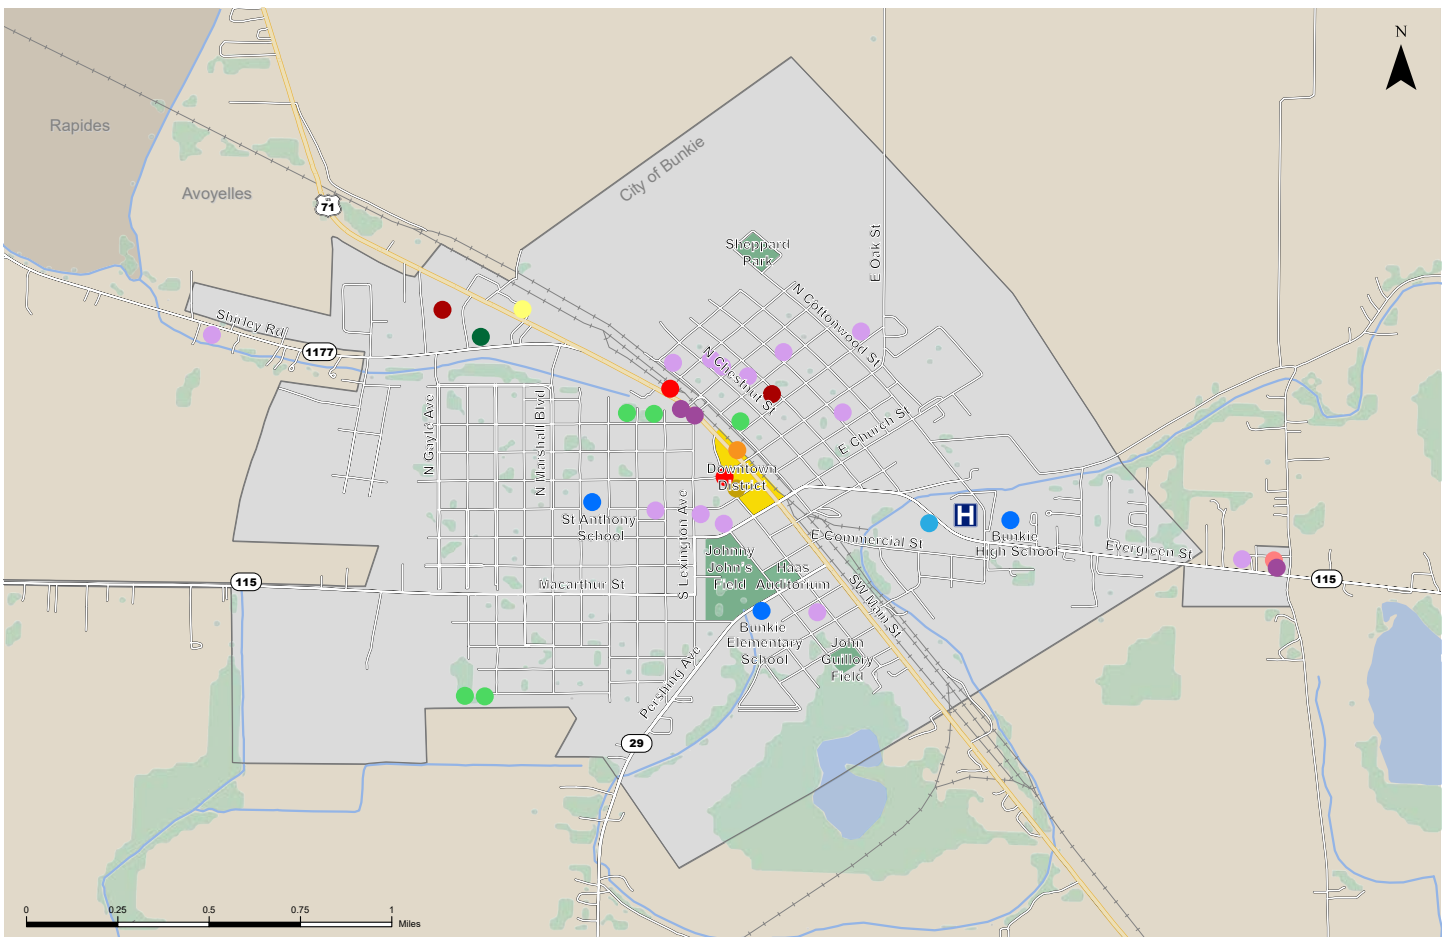 N
Rapides
City of Bunkie
Avoyelles
US
71
E Oak St
Sheppard
Park
N Cottonwood St
Shirley Rd
1177
N Chestnut St
E Church St
N Gayle Ave
N Marshall Blvd
Downtown
District
S Lexington Ave
St Anthony
School
H
E Commercial St
Bunkie
High School
Evergreen St
Johnny
John's
Field
Haas
Auditorium
115
Macarthur St
115
SW Main St
Bunkie
Elementary
School
John
Guillory
Field
Pershing Ave
29
0
0.25
0.5
0.75
1
Miles